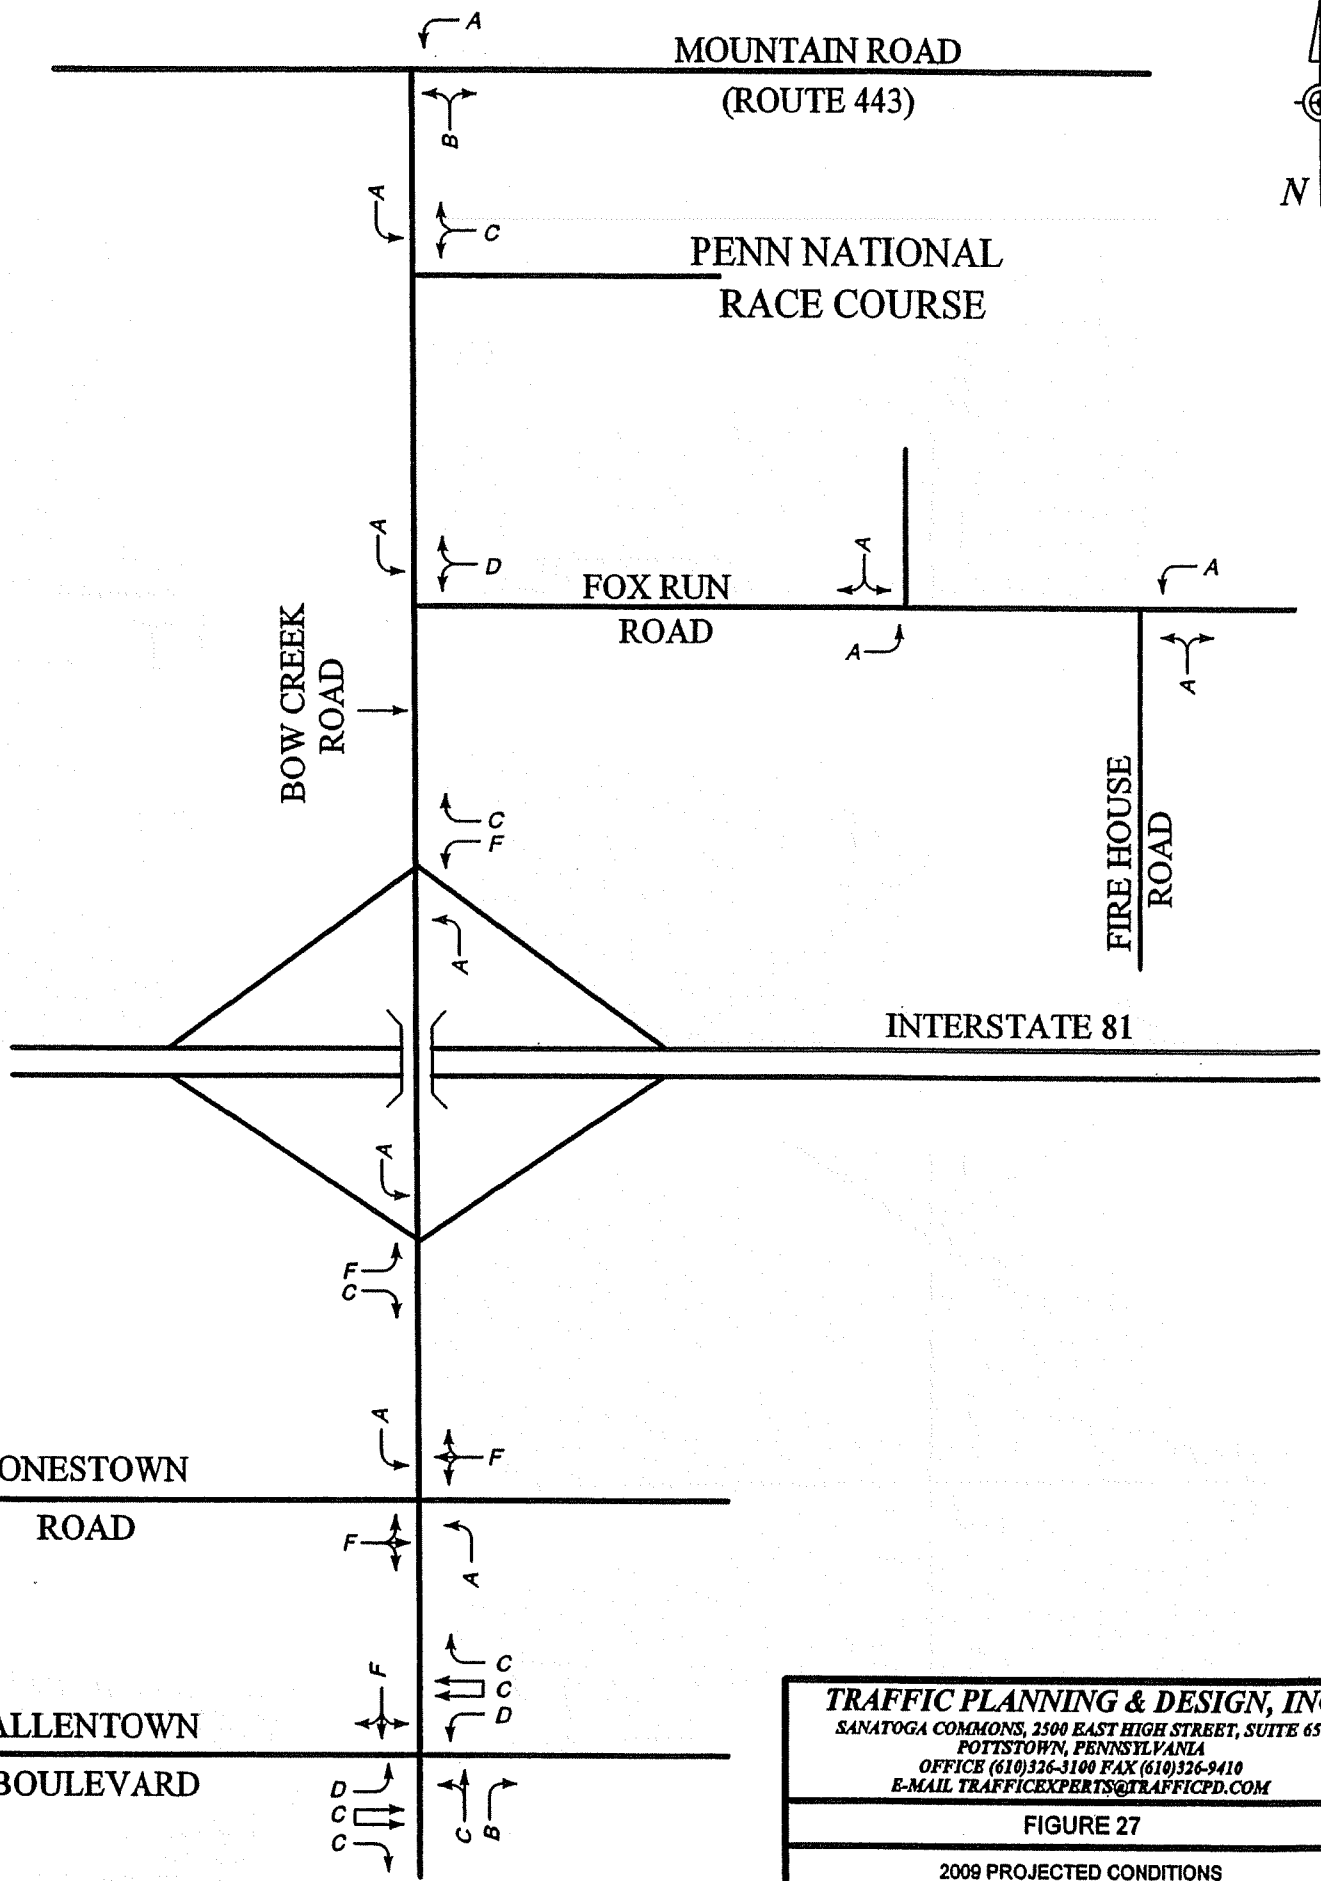 A
MOUNTAIN ROAD
(ROUTE 443)
B
N
A
C
PENN NATIONAL
RACE COURSE
A
D
FOX RUN
ROAD
A
A
A
A
BOW CREEK
ROAD
C
F
A
FIRE HOUSE
ROAD
INTERSTATE 81
A
F
C
A
F
ONESTOWN
ROAD
F
A
F
C
C
D
ALLENTOWN
BOULEVARD
D
C
C
C
B
TRAFFIC PLANNING & DESIGN, INC
SANATOGA COMMONS, 2500 EAST HIGH STREET, SUITE 65
POTTSTOWN, PENNSYLVANIA
OFFICE (610)326-3100 FAX (610)326-9410
E-MAIL TRAFFICEXPERTS@TRAFFICPD.COM
FIGURE 27
2009 PROJECTED CONDITIONS